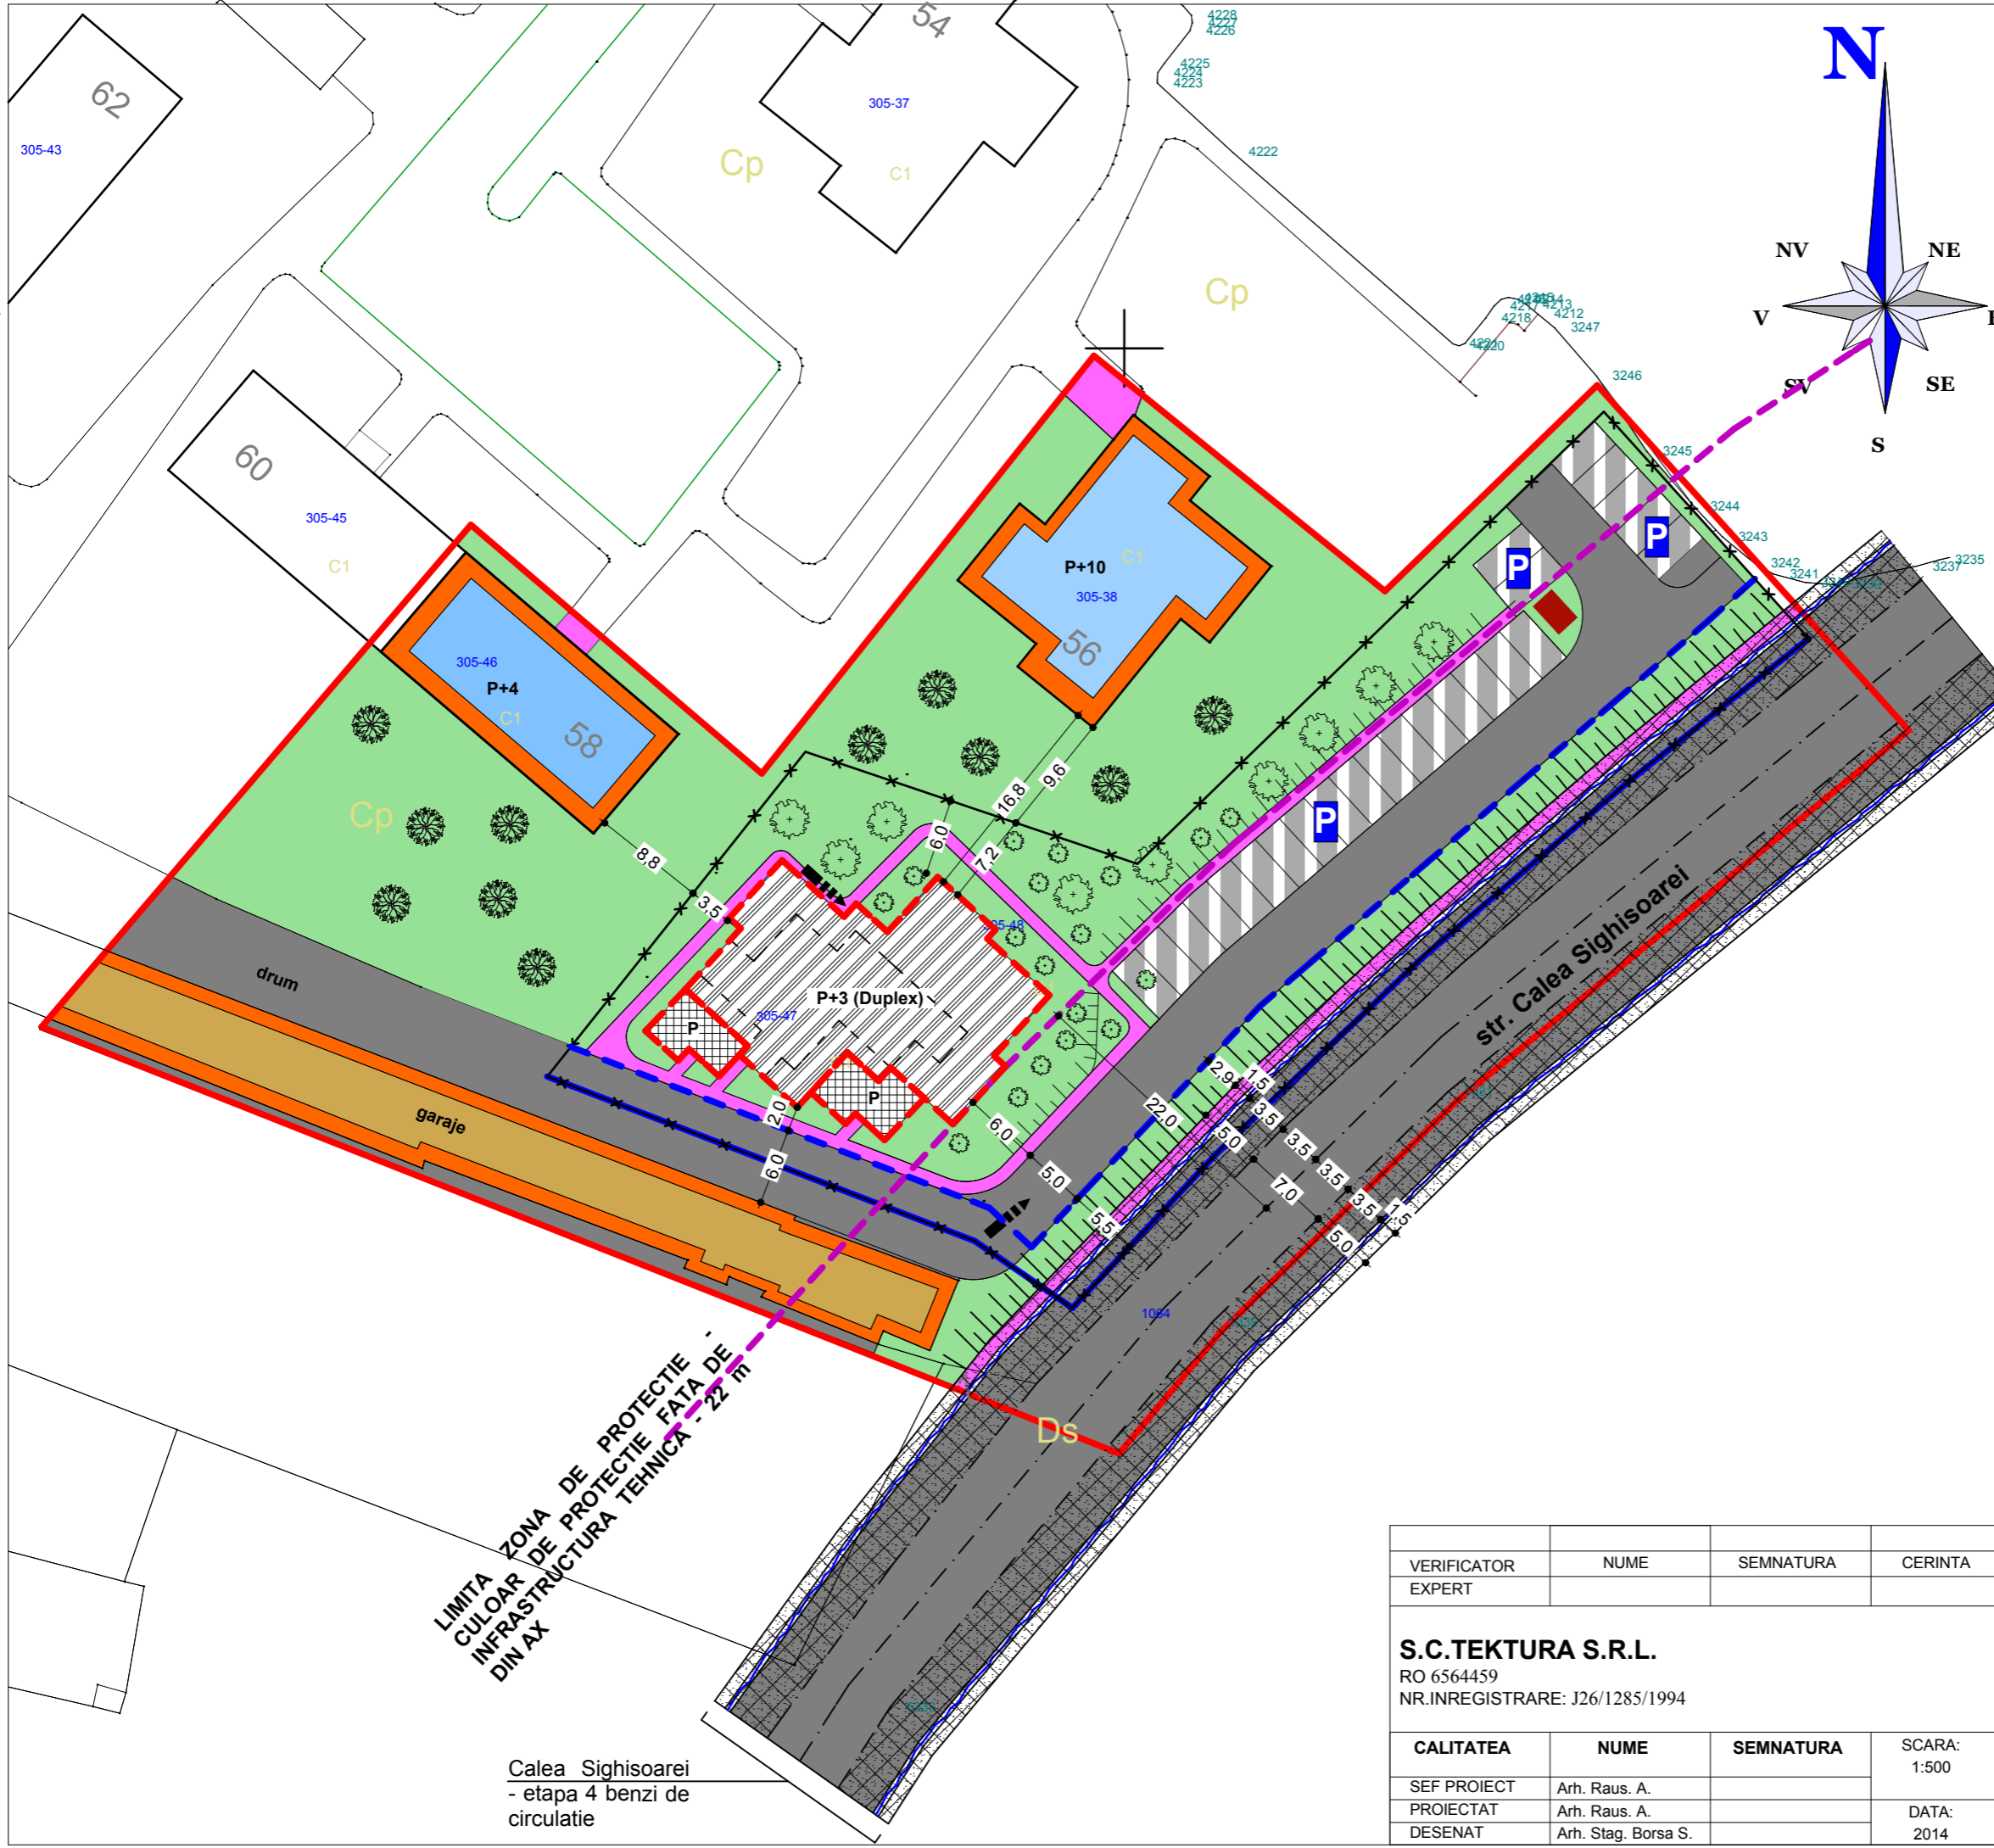 54
4228
4227
4226
4225
4224
4223
4222
N
62
305-43
305-37
Cp
C1
NV
NE
V
SV
SE
S
Cp
4215
4214
4213
4217
4212
4218
3247
4221
4220
3246
60
305-45
C1
3245
3244
3243
3242
3241
3237
3235
P
P
P
P+10
C1
305-38
56
305-46
P+4
C1
58
Cp
8,8
3,5
16,8
9,6
6,0
7,2
drum
garaje
305-48
P+3 (Duplex)
305-47
P
P
2,0
6,0
6,0
5,0
22,0
2,9
1,5
3,5
3,5
3,5
3,5
1,5
5,0
7,0
5,0
5,5
str. Calea Sighisoarei
1064
Ds
LIMITA ZONA DE PROTECTIE -
CULOAR DE PROTECTIE FATA DE
INFRASTRUCTURA TEHNICA - 22 m
DIN AX
Calea Sighisoarei
- etapa 4 benzi de
circulatie
VERIFICATOR NUME SEMNATURA CERINTA
EXPERT
S.C.TEKTURA S.R.L.
RO 6564459
NR.INREGISTRARE: J26/1285/1994
CALITATEA NUME SEMNATURA SCARA:
1:500
SEF PROIECT Arh. Raus. A.
PROIECTAT Arh. Raus. A. DATA:
DESENAT Arh. Stag. Borsa S. 2014